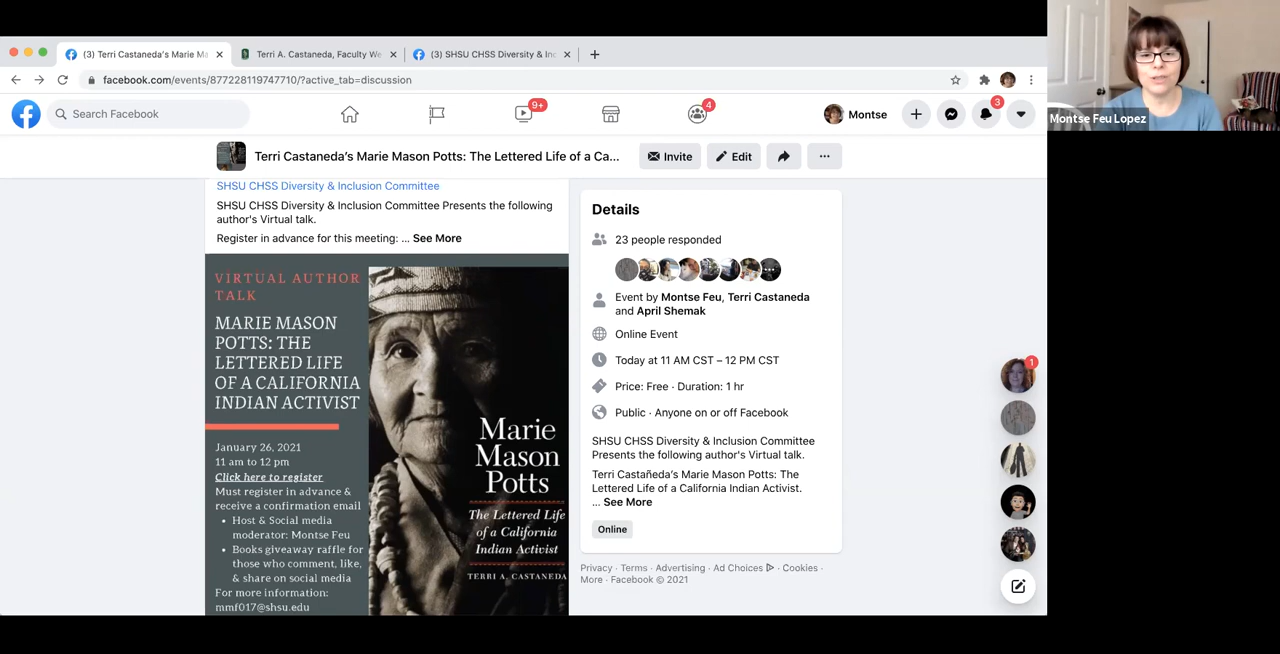 (3) Terri Castaneda's Marie Ma
Terri A. Castaneda, Faculty We
(3) SHSU CHSS Diversity & Inc
facebook.com/events/877228119747710/?active_tab=discussion
Montse Feu Lopez
Search Facebook
9+
4
Montse
3
Terri Castaneda's Marie Mason Potts: The Lettered Life of a Ca...
Invite
Edit
SHSU CHSS Diversity & Inclusion Committee
SHSU CHSS Diversity & Inclusion Committee Presents the following
author's Virtual talk.
Register in advance for this meeting: ... See More
VIRTUAL AUTHOR
TALK
MARIE MASON
POTTS: THE
LETTERED LIFE
OF A CALIFORNIA
INDIAN ACTIVIST
January 26, 2021
11 am to 12 pm
Click here to register
Must register in advance &
receive a confirmation email
• Host & Social media
moderator: Montse Feu
• Books giveaway raffle for
those who comment, like,
& share on social media
For more information:
mmf017@shsu.edu
Marie
Mason
Potts
The Lettered Life
of a California
Indian Activist
TERRI A. CASTANEDA
Details
23 people responded
Event by Montse Feu, Terri Castaneda
and April Shemak
Online Event
Today at 11 AM CST – 12 PM CST
Price: Free · Duration: 1 hr
Public · Anyone on or off Facebook
SHSU CHSS Diversity & Inclusion Committee
Presents the following author's Virtual talk.
Terri Castañeda's Marie Mason Potts: The
Lettered Life of a California Indian Activist.
... See More
Online
Privacy · Terms · Advertising · Ad Choices · Cookies ·
More · Facebook © 2021
1